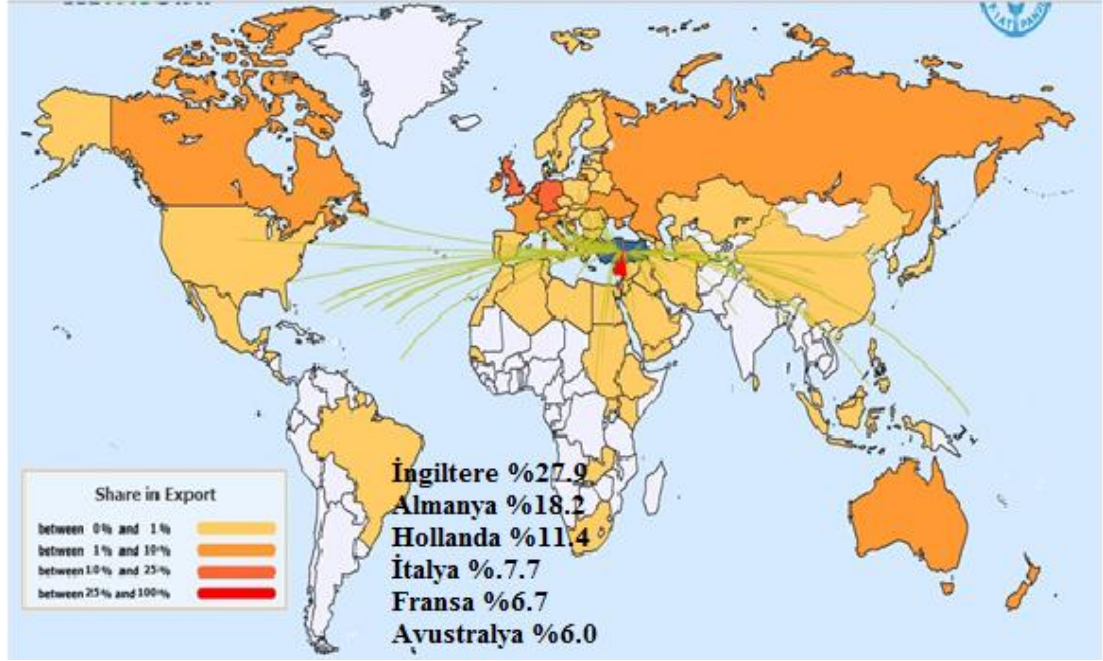 Share in Export
between 0% and 1%
between 1% and 10%
between 10% and 25%
between 25% and 100%
İngiltere %27.9
Almanya %18.2
Hollanda %11.4
İtalya %.7.7
Fransa %6.7
Avustralya %6.0